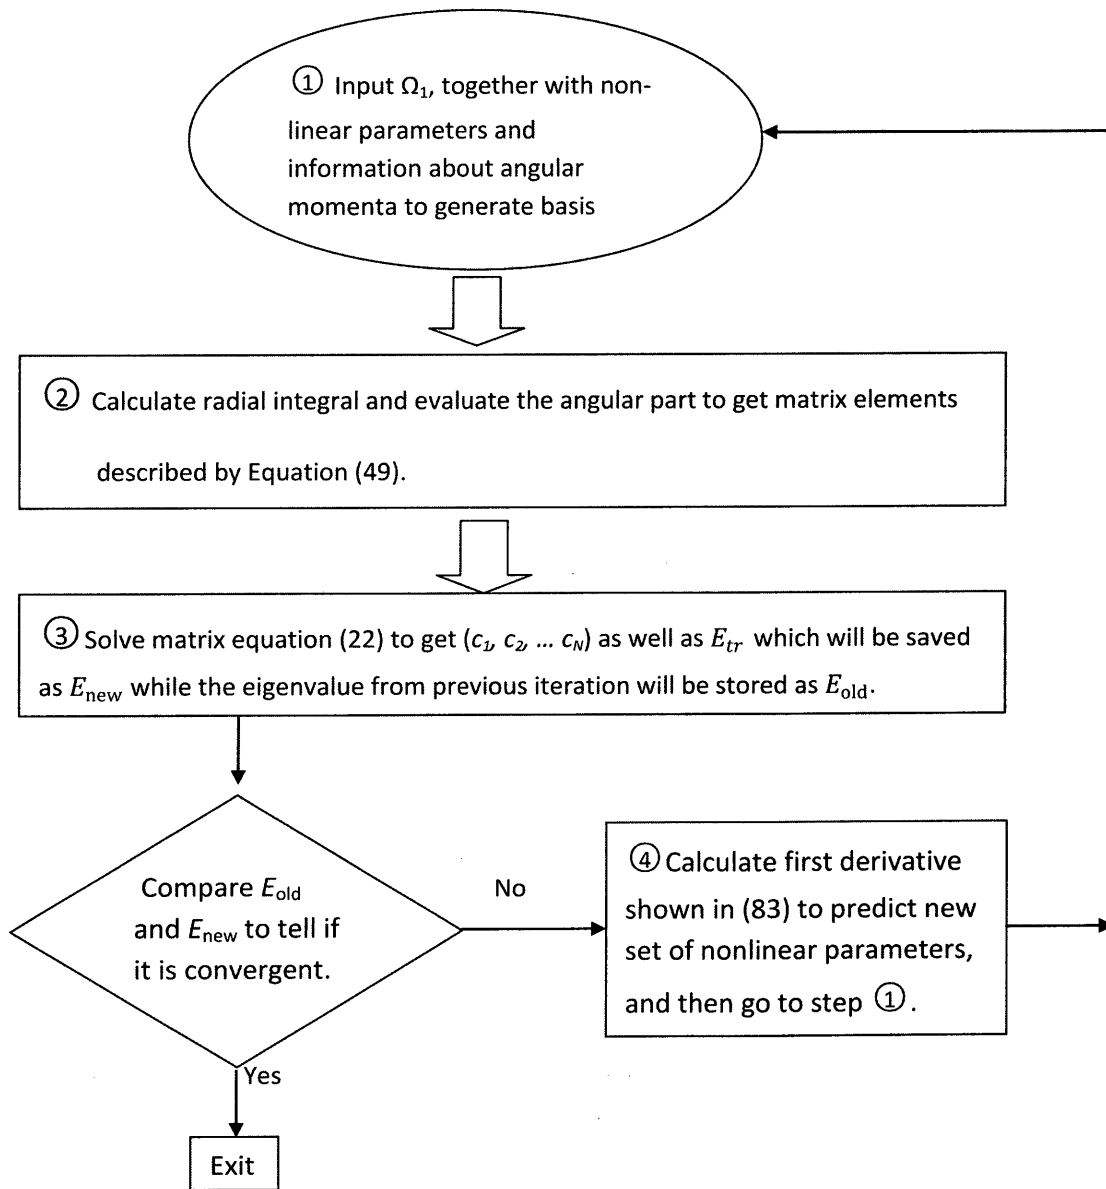 ① Input Ω₁, together with non-
linear parameters and
information about angular
momenta to generate basis
② Calculate radial integral and evaluate the angular part to get matrix elements
described by Equation (49).
③ Solve matrix equation (22) to get (c₁, c₂, ... c_N) as well as E_tr which will be saved
as E_new while the eigenvalue from previous iteration will be stored as E_old.
Compare E_old
and E_new to tell if
it is convergent.
No
④ Calculate first derivative
shown in (83) to predict new
set of nonlinear parameters,
and then go to step ①.
Yes
Exit